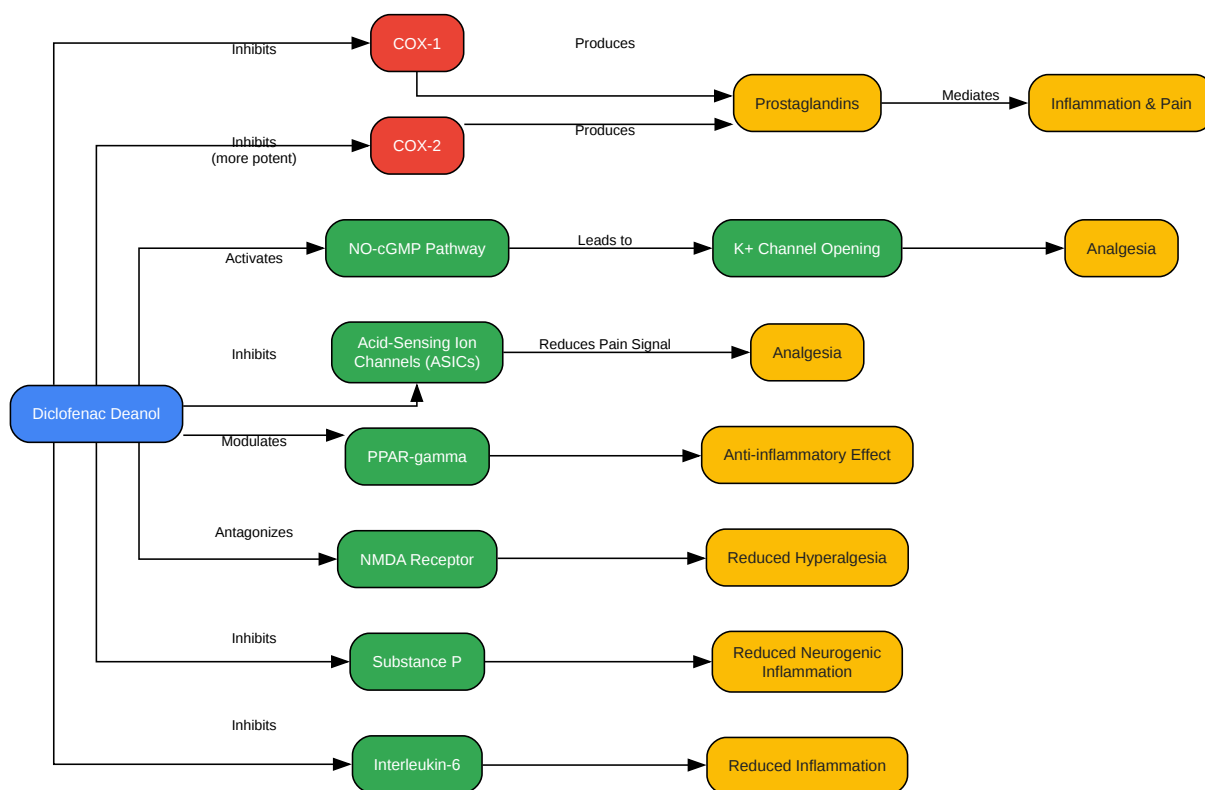 Inhibits
COX-1
Produces
Prostaglandins
Mediates
Inflammation & Pain
Inhibits
(more potent)
COX-2
Produces
Activates
NO-cGMP Pathway
Leads to
K+ Channel Opening
Analgesia
Inhibits
Acid-Sensing Ion
Channels (ASICs)
Reduces Pain Signal
Analgesia
Diclofenac Deanol
Modulates
PPAR-gamma
Anti-inflammatory Effect
Antagonizes
NMDA Receptor
Reduced Hyperalgesia
Inhibits
Substance P
Reduced Neurogenic
Inflammation
Inhibits
Interleukin-6
Reduced Inflammation